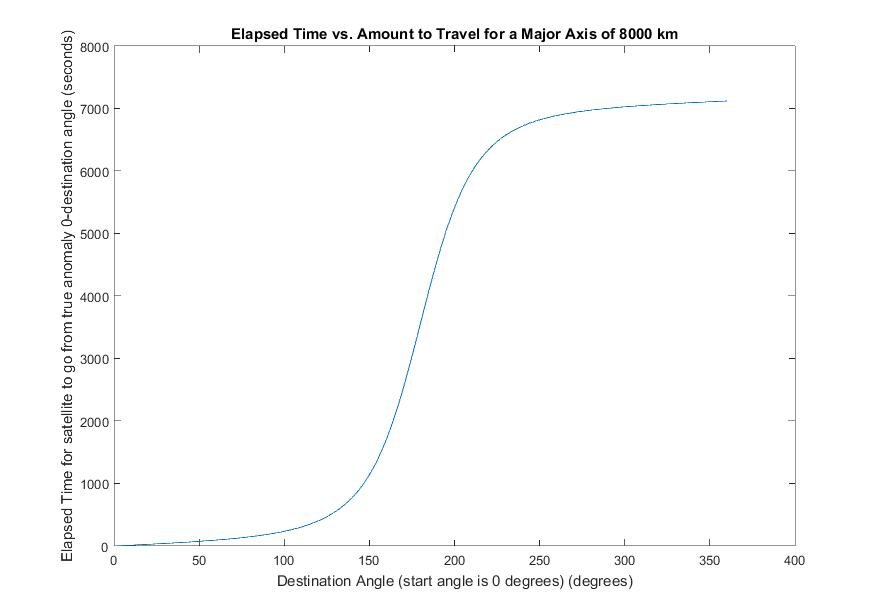 Elapsed Time vs. Amount to Travel for a Major Axis of 8000 km
Elapsed Time for satellite to go from true anomaly 0-destination angle (seconds)
8000
7000
6000
5000
4000
3000
2000
1000
0
0 50 100 150 200 250 300 350 400
Destination Angle (start angle is 0 degrees) (degrees)